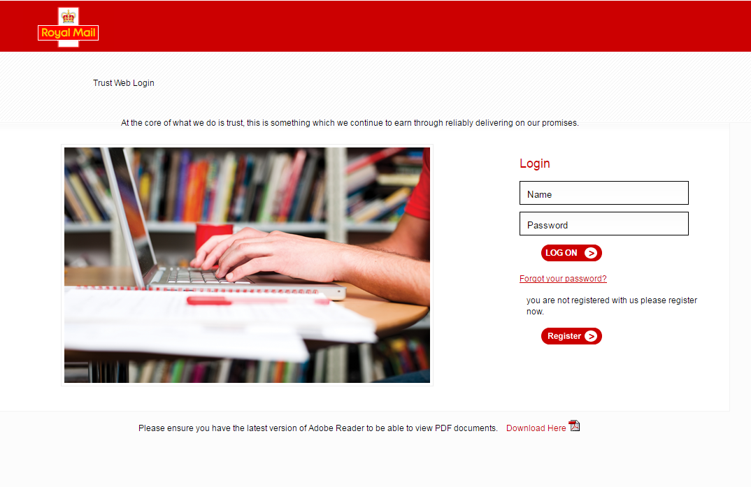 Royal Mail
Trust Web Login
At the core of what we do is trust, this is something which we continue to earn through reliably delivering on our promises.
Login
Name
Password
LOG ON
Forgot your password?
you are not registered with us please register
now.
Register
Please ensure you have the latest version of Adobe Reader to be able to view PDF documents. Download Here